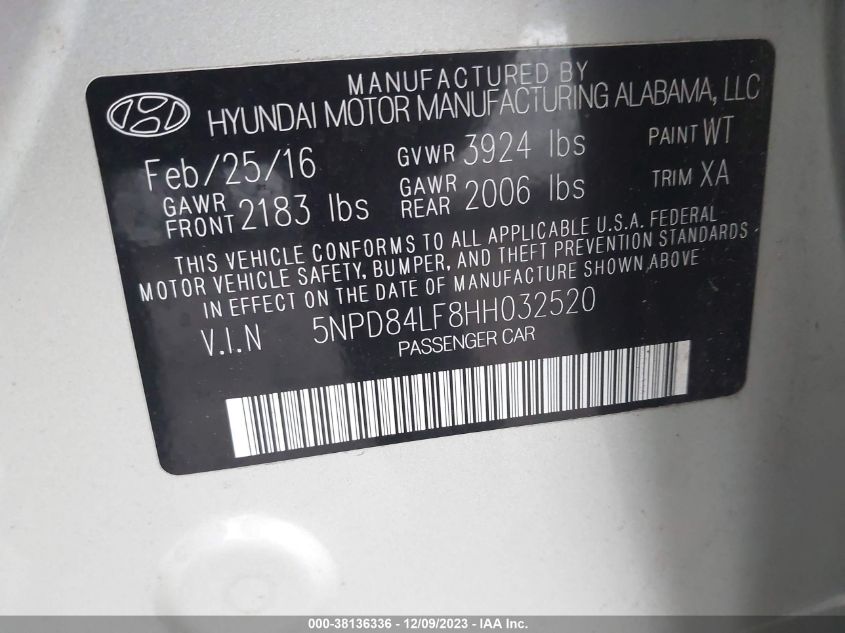 MANUFACTURED BY
HYUNDAI MOTOR MANUFACTURING ALABAMA, LLC
Feb/25/16 GVWR 3924 lbs PAINT WT
GAWR FRONT 2183 lbs GAWR REAR 2006 lbs TRIM XA
THIS VEHICLE CONFORMS TO ALL APPLICABLE U.S.A. FEDERAL
MOTOR VEHICLE SAFETY, BUMPER, AND THEFT PREVENTION STANDARDS
IN EFFECT ON THE DATE OF MANUFACTURE SHOWN ABOVE
V.I.N 5NPD84LF8HH032520
PASSENGER CAR
000-38136336 - 12/09/2023 - IAA Inc.